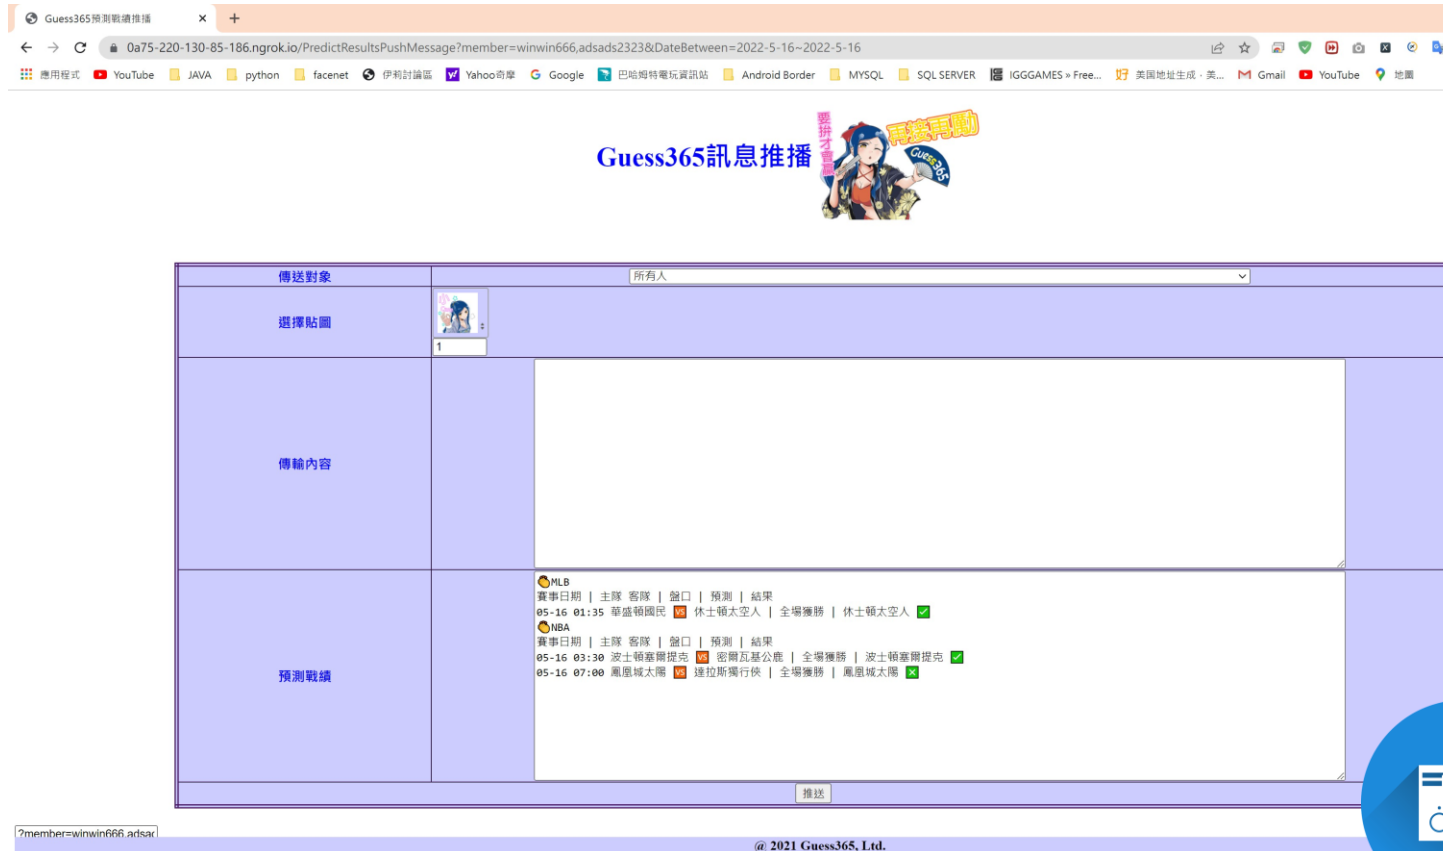 Guess365預測戰績推播
0a75-220-130-85-186.ngrok.io/PredictResultsPushMessage?member=winwin666,adsads2323&DateBetween=2022-5-16~2022-5-16
應用程式 YouTube JAVA python facenet 伊莉討論區 Yahoo奇摩 Google 巴哈姆特電玩資訊站 Android Border MYSQL SQL SERVER IGGGAMES » Free... 美国地址生成 - 美... Gmail YouTube 地圖
要拚才會贏
再接再勵
Guess365
Guess365訊息推播
傳送對象
所有人
選擇貼圖
1
傳輸內容
預測戰績
MLB
賽事日期 | 主隊 客隊 | 盤口 | 預測 | 結果
05-16 01:35 華盛頓國民 VS 休士頓太空人 | 全場獲勝 | 休士頓太空人 ✅
NBA
賽事日期 | 主隊 客隊 | 盤口 | 預測 | 結果
05-16 03:30 波士頓塞爾提克 VS 密爾瓦基公鹿 | 全場獲勝 | 波士頓塞爾提克 ✅
05-16 07:00 鳳凰城太陽 VS 達拉斯獨行俠 | 全場獲勝 | 鳳凰城太陽 ❎
推送
?member=winwin666,adsac
@ 2021 Guess365, Ltd.